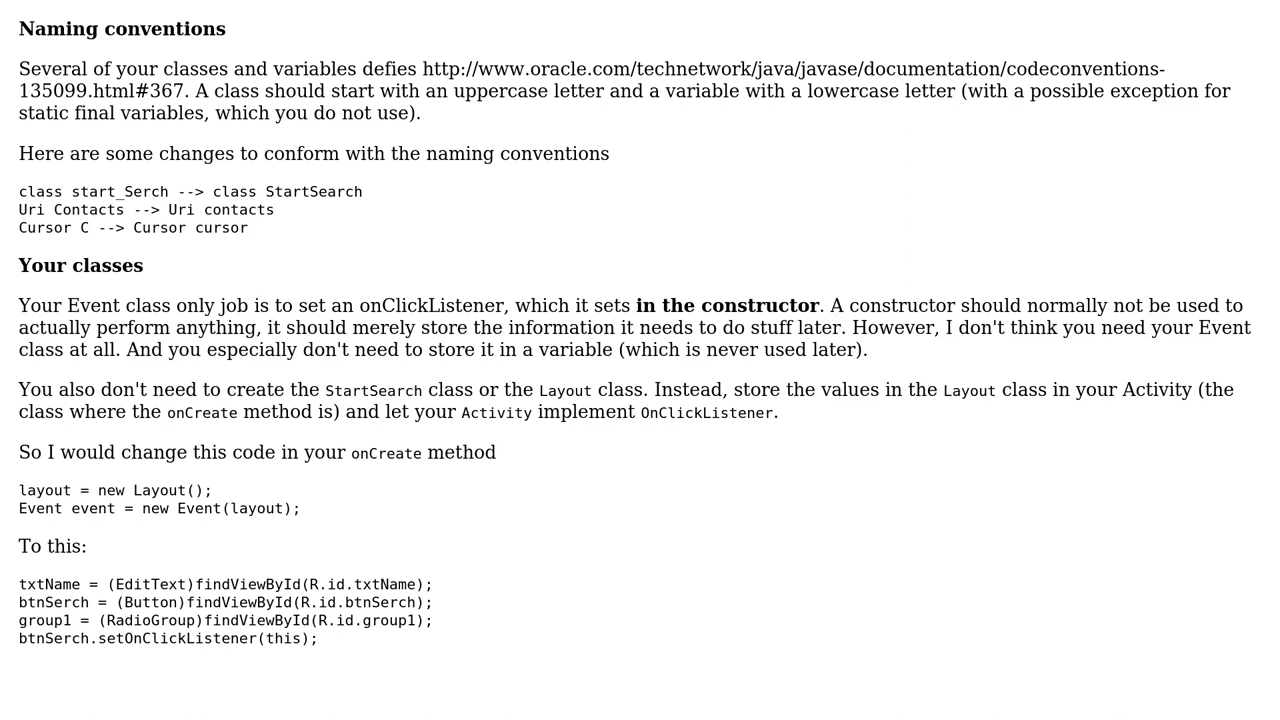 Naming conventions
Several of your classes and variables defies http://www.oracle.com/technetwork/java/javase/documentation/codeconventions-
135099.html#367. A class should start with an uppercase letter and a variable with a lowercase letter (with a possible exception for
static final variables, which you do not use).
Here are some changes to conform with the naming conventions
class start_Serch --> class StartSearch
Uri Contacts --> Uri contacts
Cursor C --> Cursor cursor
Your classes
Your Event class only job is to set an onClickListener, which it sets in the constructor. A constructor should normally not be used to
actually perform anything, it should merely store the information it needs to do stuff later. However, I don't think you need your Event
class at all. And you especially don't need to store it in a variable (which is never used later).
You also don't need to create the StartSearch class or the Layout class. Instead, store the values in the Layout class in your Activity (the
class where the onCreate method is) and let your Activity implement OnClickListener.
So I would change this code in your onCreate method
layout = new Layout();
Event event = new Event(layout);
To this:
txtName = (EditText)findViewById(R.id.txtName);
btnSerch = (Button)findViewById(R.id.btnSerch);
group1 = (RadioGroup)findViewById(R.id.group1);
btnSerch.setOnClickListener(this);